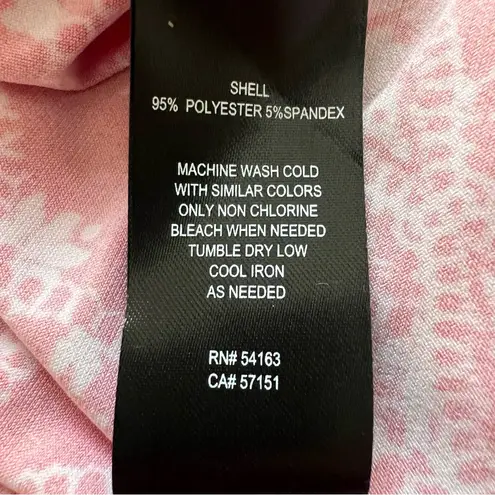 SHELL
95% POLYESTER 5%SPANDEX
MACHINE WASH COLD
WITH SIMILAR COLORS
ONLY NON CHLORINE
BLEACH WHEN NEEDED
TUMBLE DRY LOW
COOL IRON
AS NEEDED
RN# 54163
CA# 57151